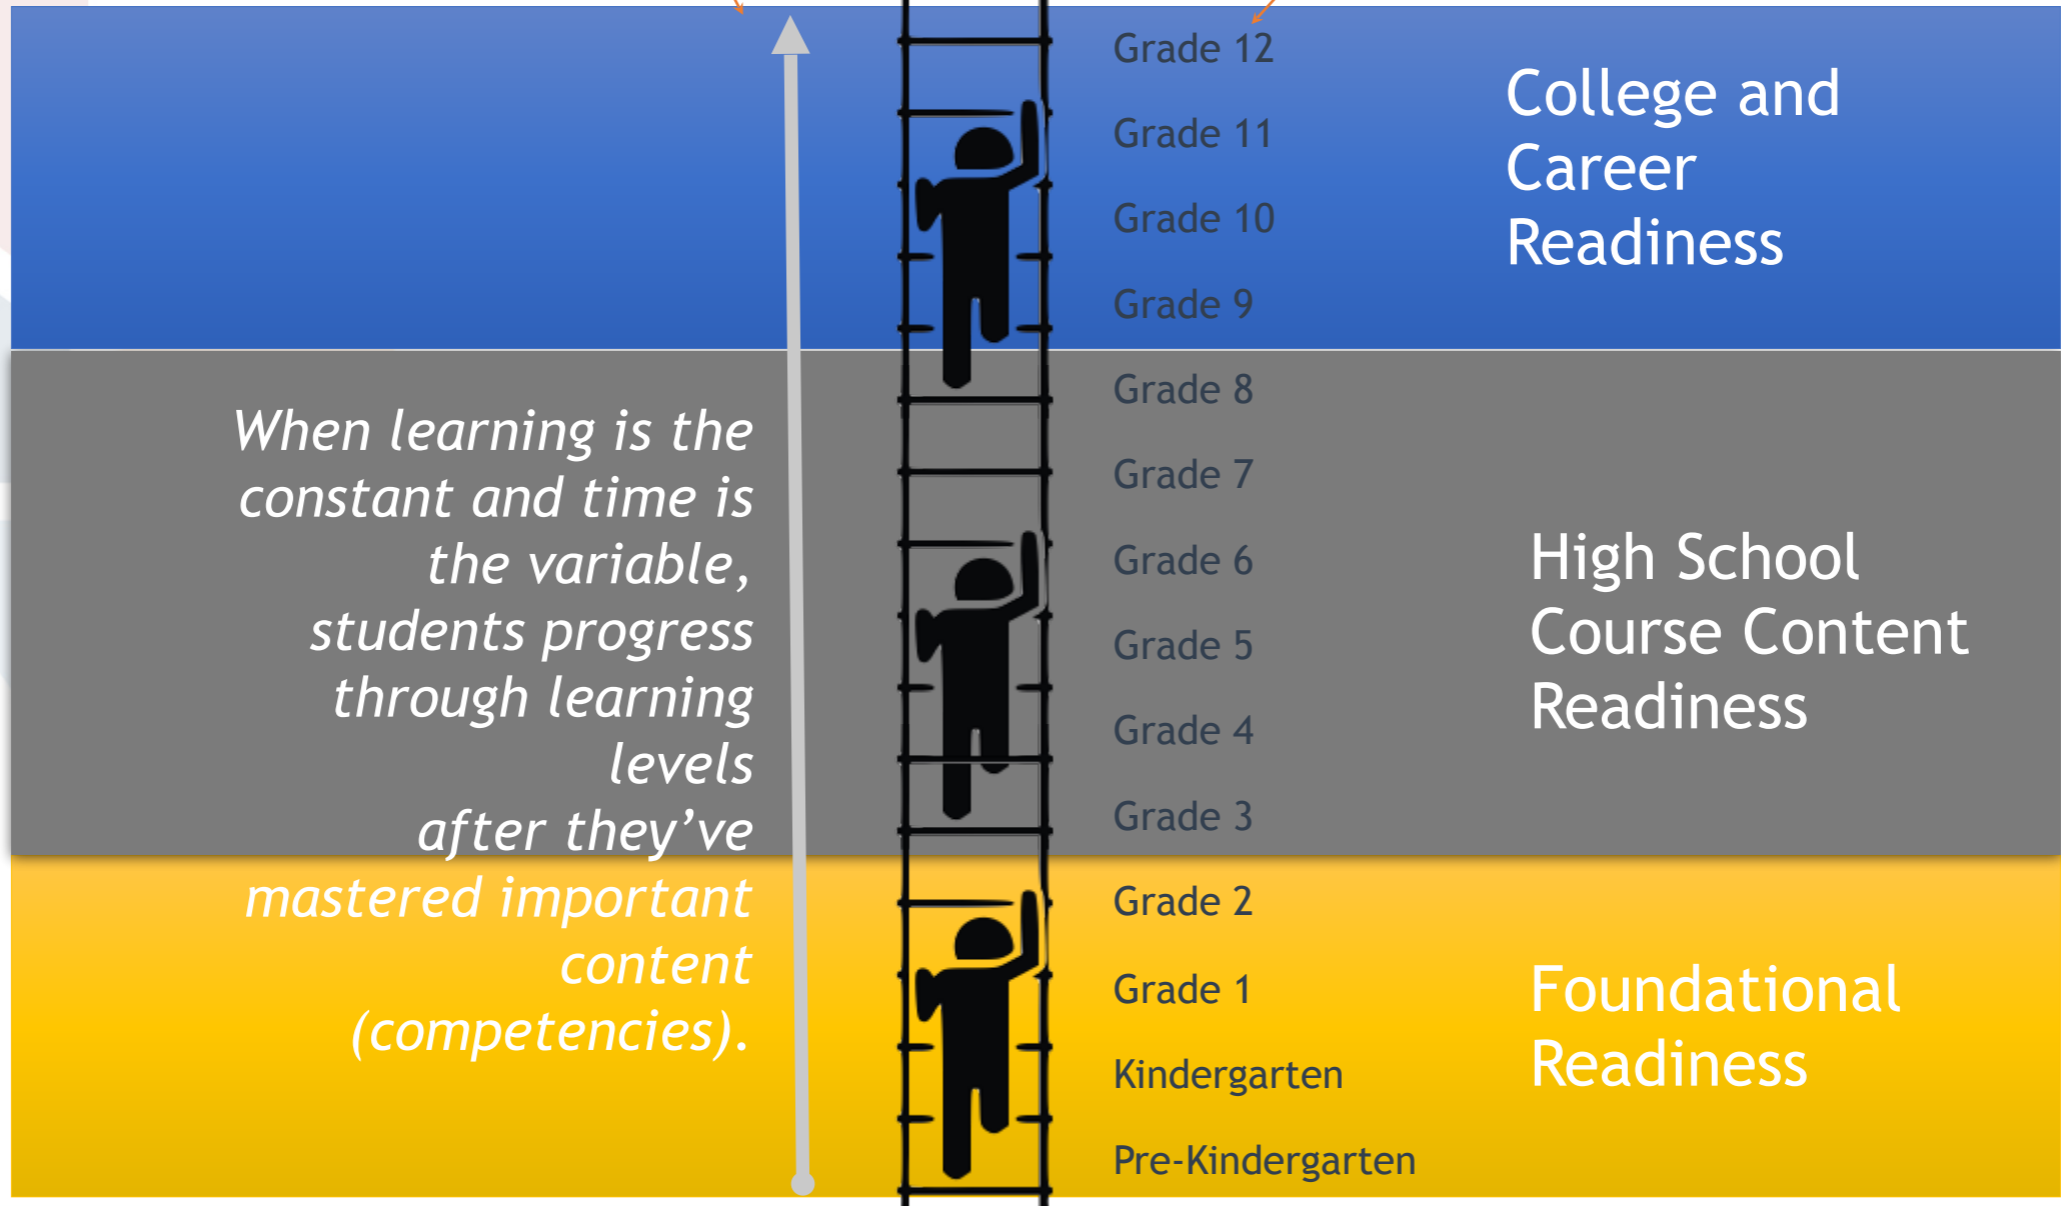 Grade 12
Grade 11
Grade 10
Grade 9
College and
Career
Readiness
When learning is the
constant and time is
the variable,
students progress
through learning
levels
after they’ve
mastered important
content
(competencies).
Grade 8
Grade 7
Grade 6
Grade 5
Grade 4
Grade 3
High School
Course Content
Readiness
Grade 2
Grade 1
Kindergarten
Pre-Kindergarten
Foundational
Readiness